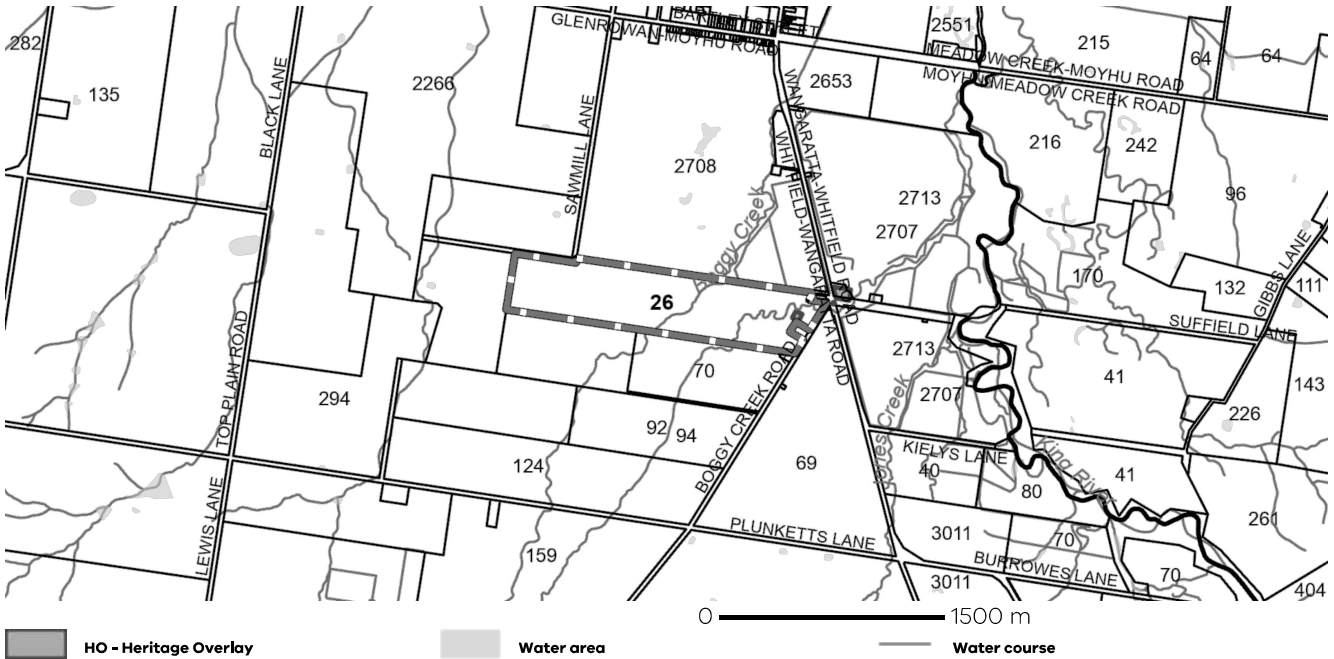 BARTLEY STREET
GLENROWAN-MOYHU ROAD
282
2551
215
64
64
MEADOW CREEK-MOYHU ROAD
MOYHU-MEADOW CREEK ROAD
135
2266
2653
BLACK LANE
SAWMILL LANE
WANGARATTA-WHITFIELD ROAD
WHITFIELD-WANGARATTA ROAD
216
242
2708
2713
96
2707
Boggy Creek
GIBBS LANE
170
132
111
26
SUFFIELD LANE
TOP PLAIN ROAD
BOGGY CREEK ROAD
2713
70
41
143
294
2707
226
92
94
Jones Creek
KIELYS LANE
King River
124
69
40
80
41
261
LEWIS LANE
PLUNKETTS LANE
3011
70
159
BURROWES LANE
70
3011
404
0
1500 m
HO - Heritage Overlay
Water area
Water course